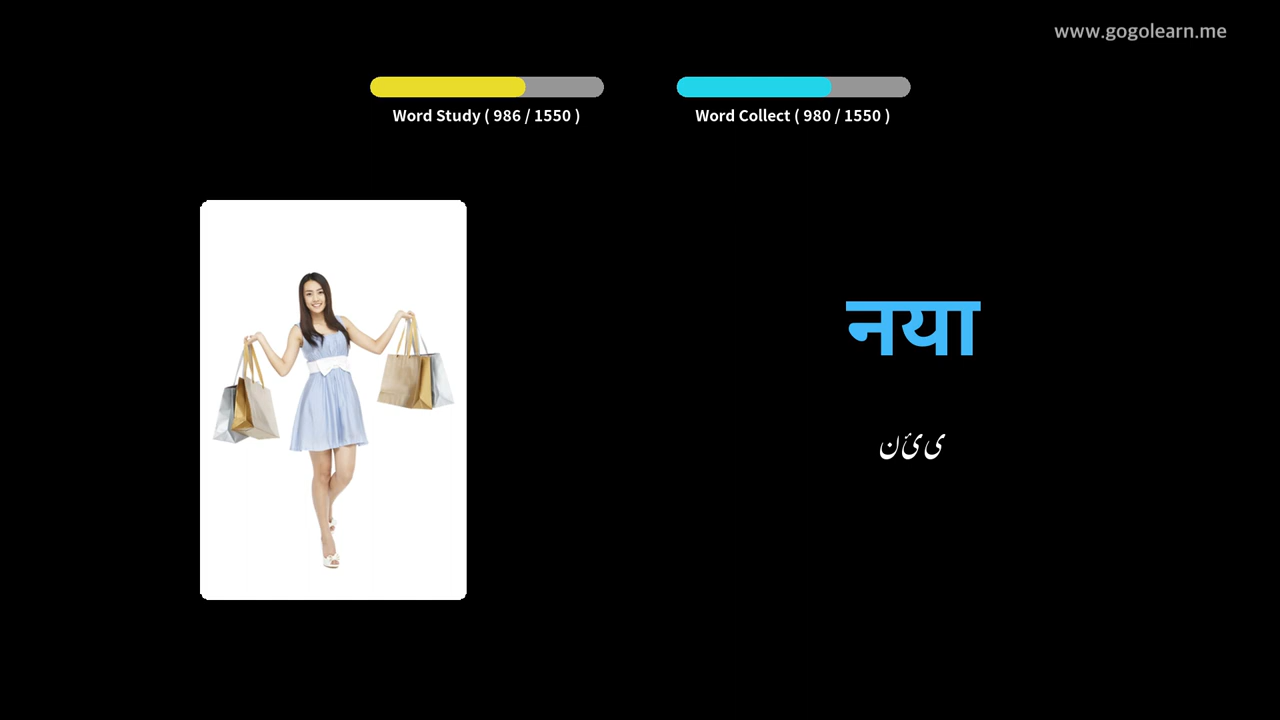 www.gogolearn.me
Word Study ( 986 / 1550 )
Word Collect ( 980 / 1550 )
नया
ی ئ ن